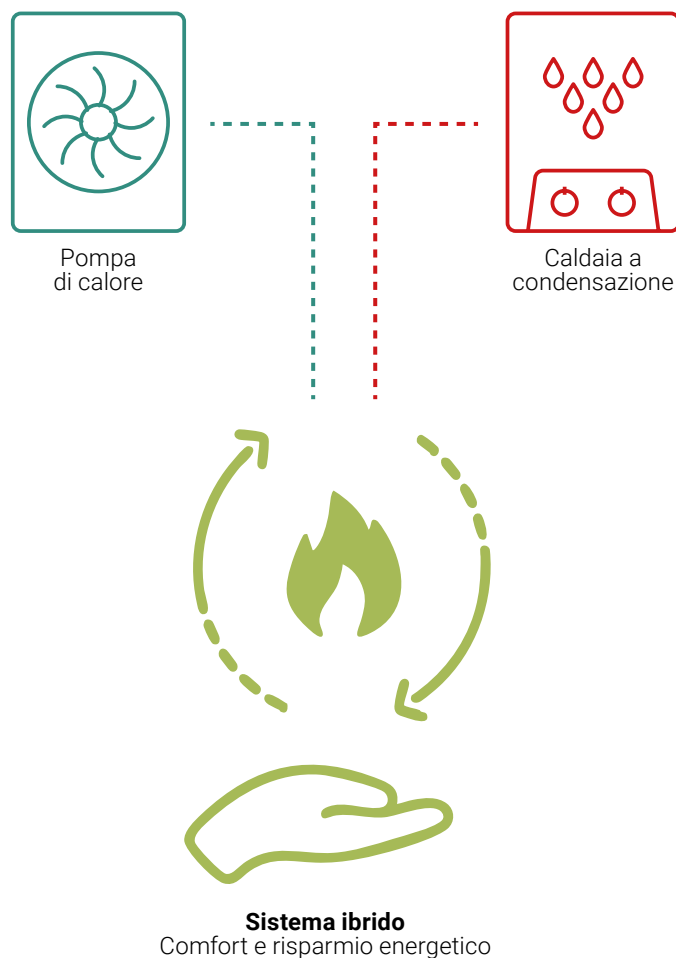 Pompa
di calore
Caldaia a
condensazione
Sistema ibrido
Comfort e risparmio energetico